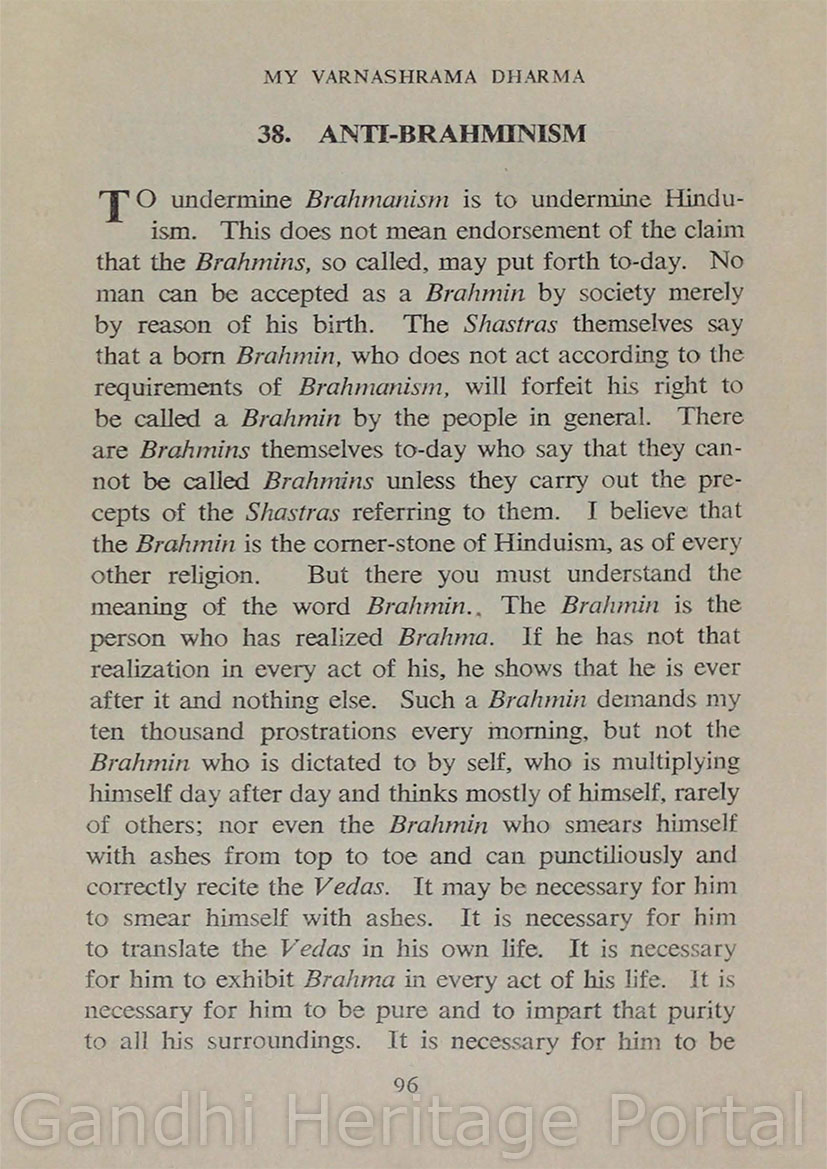 MY VARNASHRAMA DHARMA
38. ANTI-BRAHMINISM
TO undermine Brahmanism is to undermine Hindu-
ism. This does not mean endorsement of the claim
that the Brahmins, so called, may put forth to-day. No
man can be accepted as a Brahmin by society merely
by reason of his birth. The Shastras themselves say
that a born Brahmin, who does not act according to the
requirements of Brahmanism, will forfeit his right to
be called a Brahmin by the people in general. There
are Brahmins themselves to-day who say that they can-
not be called Brahmins unless they carry out the pre-
cepts of the Shastras referring to them. I believe that
the Brahmin is the corner-stone of Hinduism, as of every
other religion. But there you must understand the
meaning of the word Brahmin.. The Brahmin is the
person who has realized Brahma. If he has not that
realization in every act of his, he shows that he is ever
after it and nothing else. Such a Brahmin demands my
ten thousand prostrations every morning, but not the
Brahmin who is dictated to by self, who is multiplying
himself day after day and thinks mostly of himself, rarely
of others; nor even the Brahmin who smears himself
with ashes from top to toe and can punctiliously and
correctly recite the Vedas. It may be necessary for him
to smear himself with ashes. It is necessary for him
to translate the Vedas in his own life. It is necessary
for him to exhibit Brahma in every act of his life. It is
necessary for him to be pure and to impart that purity
to all his surroundings. It is necessary for him to be
96
Gandhi Heritage Portal